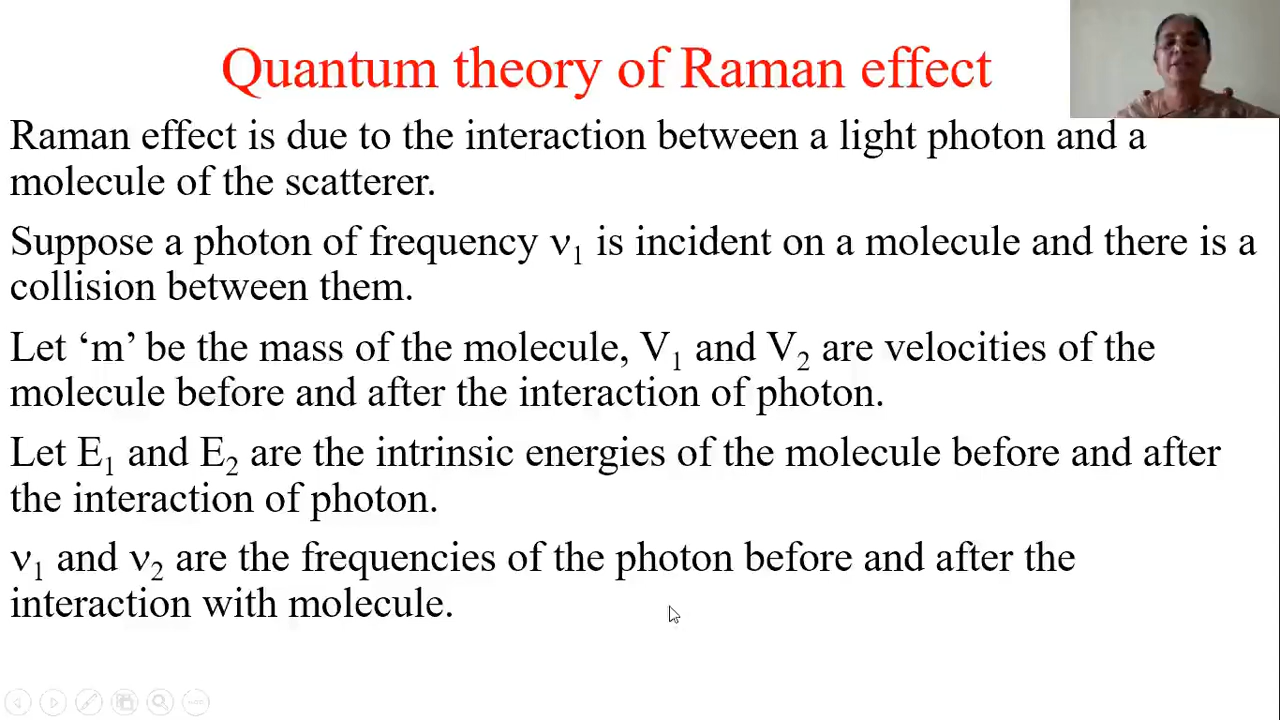 Quantum theory of Raman effect
Raman effect is due to the interaction between a light photon and a
molecule of the scatterer.
Suppose a photon of frequency ν₁ is incident on a molecule and there is a
collision between them.
Let ‘m’ be the mass of the molecule, V₁ and V₂ are velocities of the
molecule before and after the interaction of photon.
Let E₁ and E₂ are the intrinsic energies of the molecule before and after
the interaction of photon.
ν₁ and ν₂ are the frequencies of the photon before and after the
interaction with molecule.